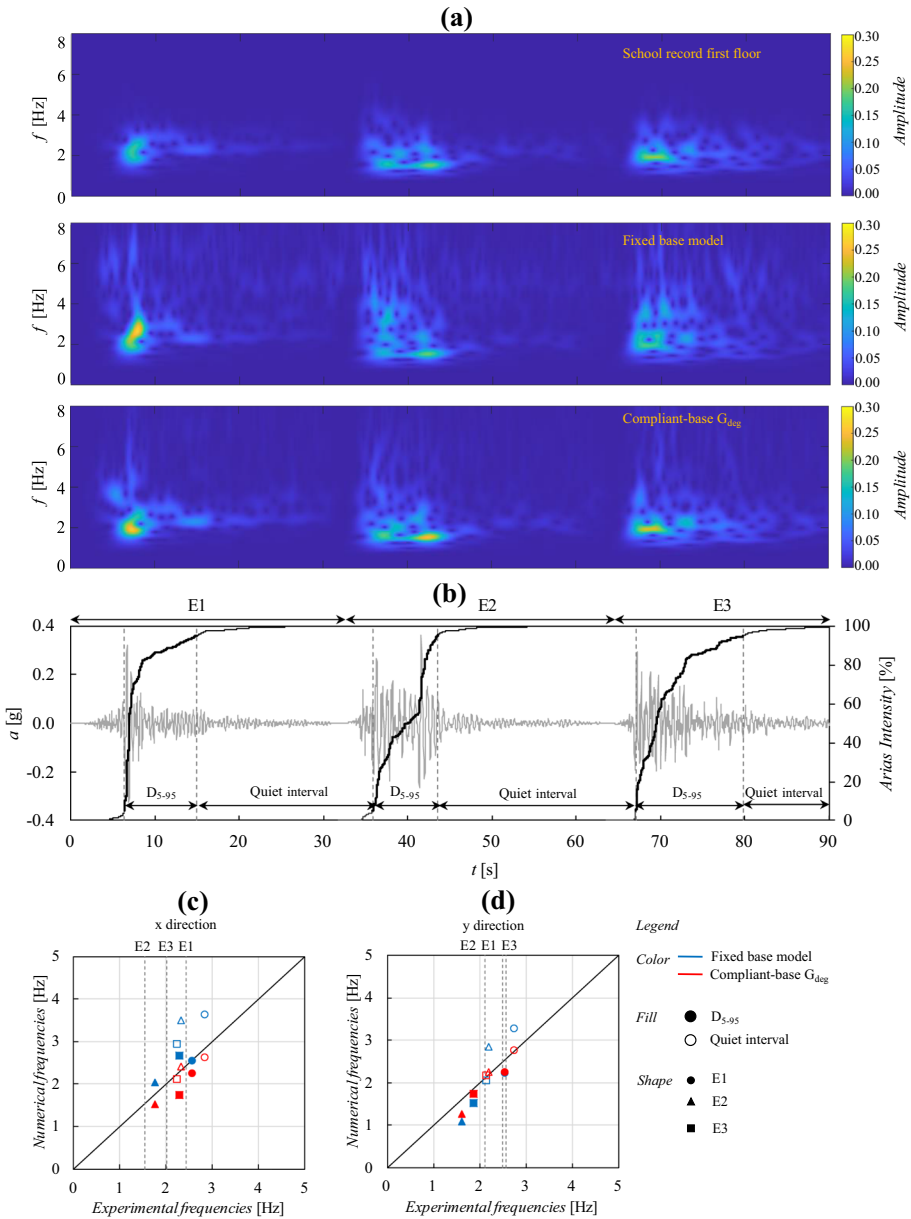 (a)
8
6
4
2
0
f [Hz]
School record first floor
0.30
0.25
0.20
0.15
0.10
0.05
0.00
Amplitude
8
6
4
2
0
f [Hz]
Fixed base model
0.30
0.25
0.20
0.15
0.10
0.05
0.00
Amplitude
8
6
4
2
0
f [Hz]
Compliant-base Gdeg
0.30
0.25
0.20
0.15
0.10
0.05
0.00
Amplitude
(b)
E1 E2 E3
0.4
0.2
0.0
-0.2
-0.4
a [g]
D5-95 Quiet interval D5-95 Quiet interval D5-95 Quiet interval
100
80
60
40
20
0
Arias Intensity [%]
0 10 20 30 40 50 60 70 80 90
t [s]
(c)
x direction
E2 E3 E1
5
4
3
2
1
0
Numerical frequencies [Hz]
0 1 2 3 4 5
Experimental frequencies [Hz]
(d)
y direction
E2 E1 E3
5
4
3
2
1
0
Numerical frequencies [Hz]
0 1 2 3 4 5
Experimental frequencies [Hz]
Legend
Color
Fixed base model
Compliant-base Gdeg
Fill
D5-95
Quiet interval
Shape
E1
E2
E3